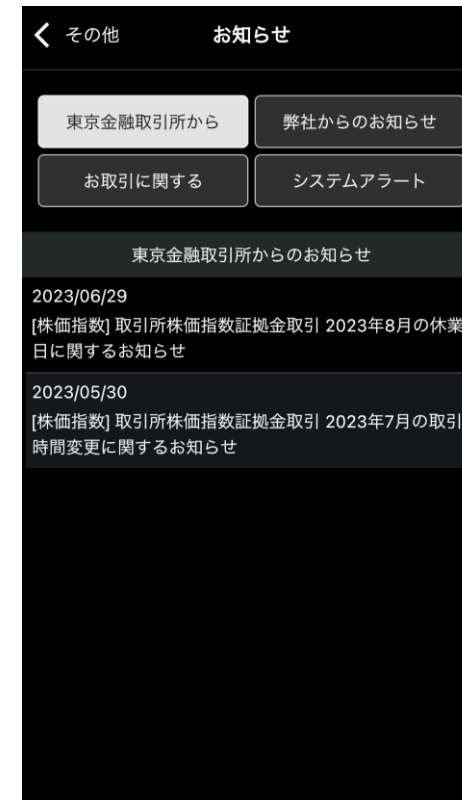 その他 お知らせ
東京金融取引所から 弊社からのお知らせ
お取引に関する システムアラート
東京金融取引所からのお知らせ
2023/06/29
[株価指数] 取引所株価指数証拠金取引 2023年8月の休業
日に関するお知らせ
2023/05/30
[株価指数] 取引所株価指数証拠金取引 2023年7月の取引
時間変更に関するお知らせ